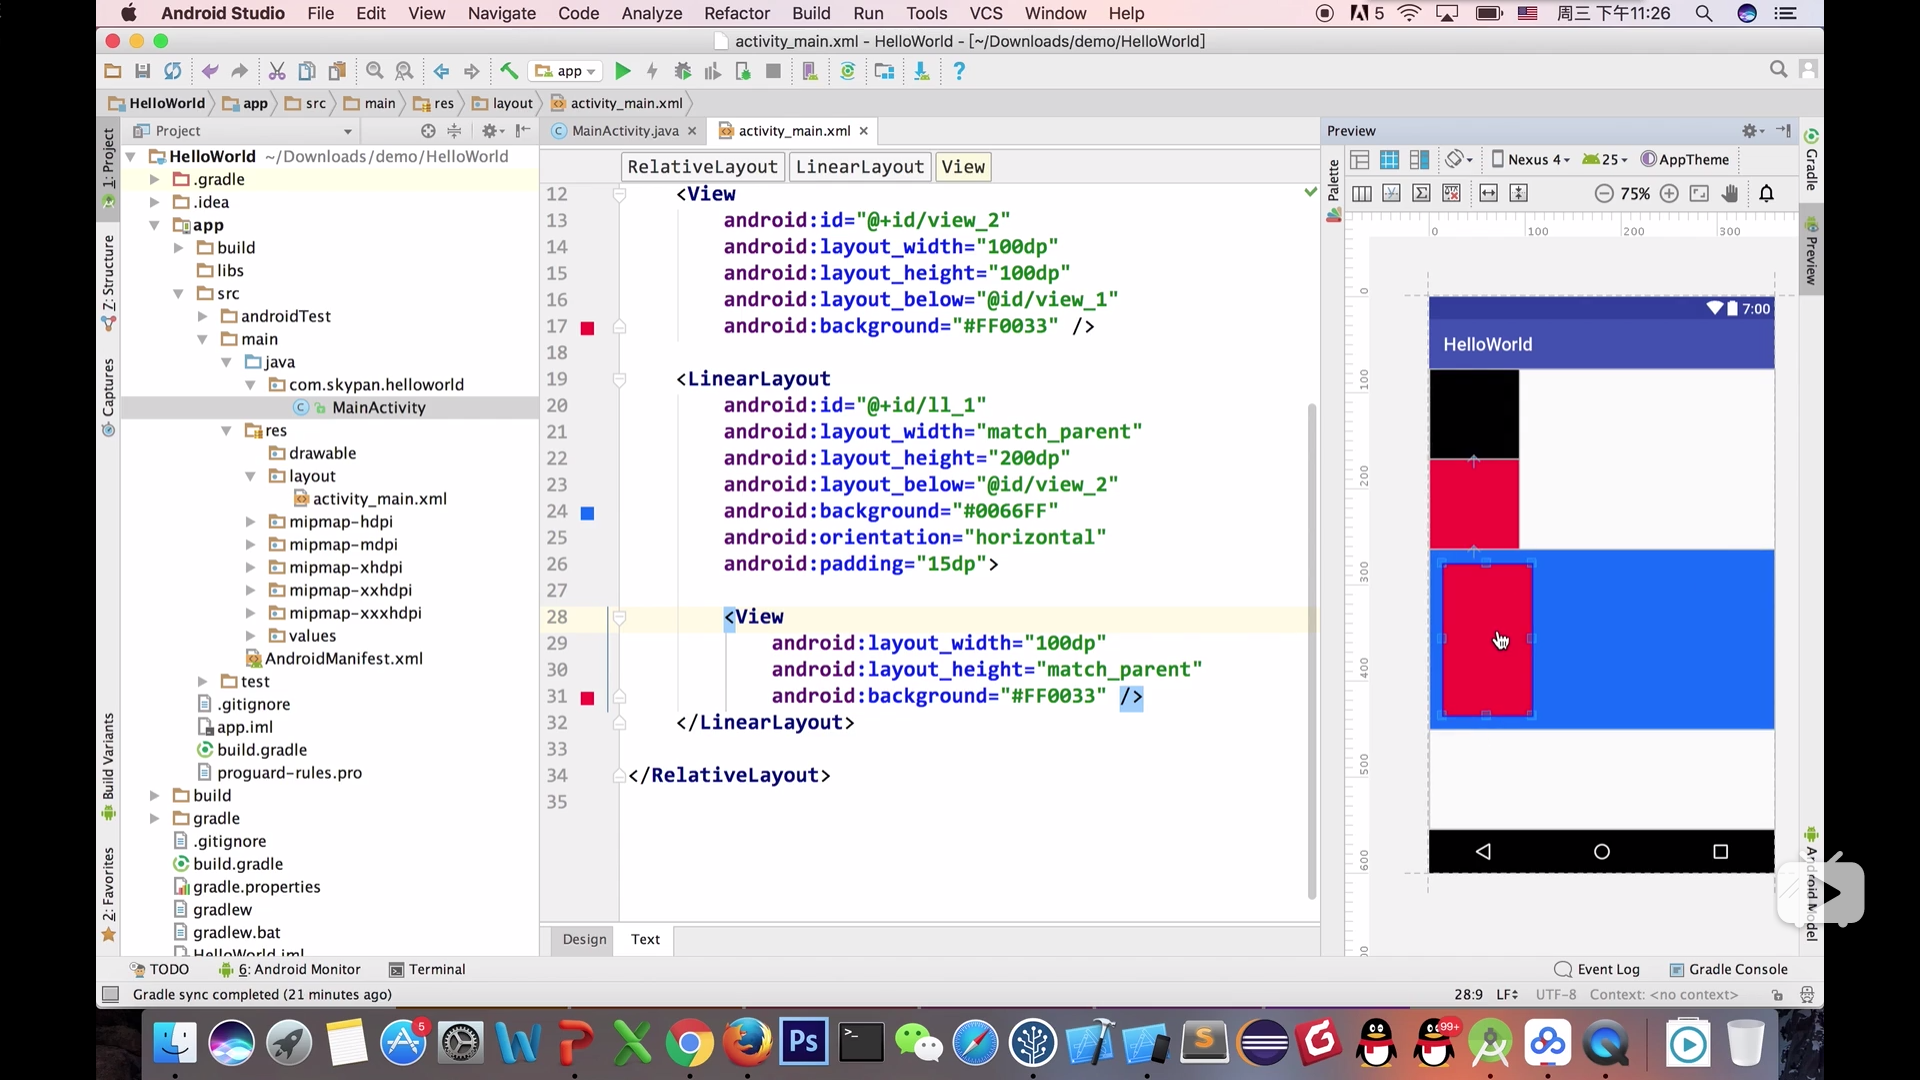 Android Studio File Edit View Navigate Code Analyze Refactor Build Run Tools VCS Window Help 5 周三 下午11:26
activity_main.xml - HelloWorld - [~/Downloads/demo/HelloWorld]
app
HelloWorld app src main res layout activity_main.xml
Project
MainActivity.java activity_main.xml
Preview
RelativeLayout LinearLayout View
Nexus 4 25 AppTheme
75%
1: Project
Z: Structure
Captures
Build Variants
2: Favorites
HelloWorld ~/Downloads/demo/HelloWorld
.gradle
.idea
app
build
libs
src
androidTest
main
java
com.skypan.helloworld
MainActivity
res
drawable
layout
activity_main.xml
mipmap-hdpi
mipmap-mdpi
mipmap-xhdpi
mipmap-xxhdpi
mipmap-xxxhdpi
values
AndroidManifest.xml
test
.gitignore
app.iml
build.gradle
proguard-rules.pro
build
gradle
.gitignore
build.gradle
gradle.properties
gradlew
gradlew.bat
HelloWorld.iml
12 <View
13 android:id="@+id/view_2"
14 android:layout_width="100dp"
15 android:layout_height="100dp"
16 android:layout_below="@id/view_1"
17 android:background="#FF0033" />
18
19 <LinearLayout
20 android:id="@+id/ll_1"
21 android:layout_width="match_parent"
22 android:layout_height="200dp"
23 android:layout_below="@id/view_2"
24 android:background="#0066FF"
25 android:orientation="horizontal"
26 android:padding="15dp">
27
28 <View
29 android:layout_width="100dp"
30 android:layout_height="match_parent"
31 android:background="#FF0033" />
32 </LinearLayout>
33
34 </RelativeLayout>
35
Design Text
Palette
0 100 200 300
0
100
200
300
400
500
600
7:00
HelloWorld
Gradle
Preview
Android Model
TODO 6: Android Monitor Terminal Event Log Gradle Console
Gradle sync completed (21 minutes ago) 28:9 LF UTF-8 Context: <no context>
5
Ps
99+